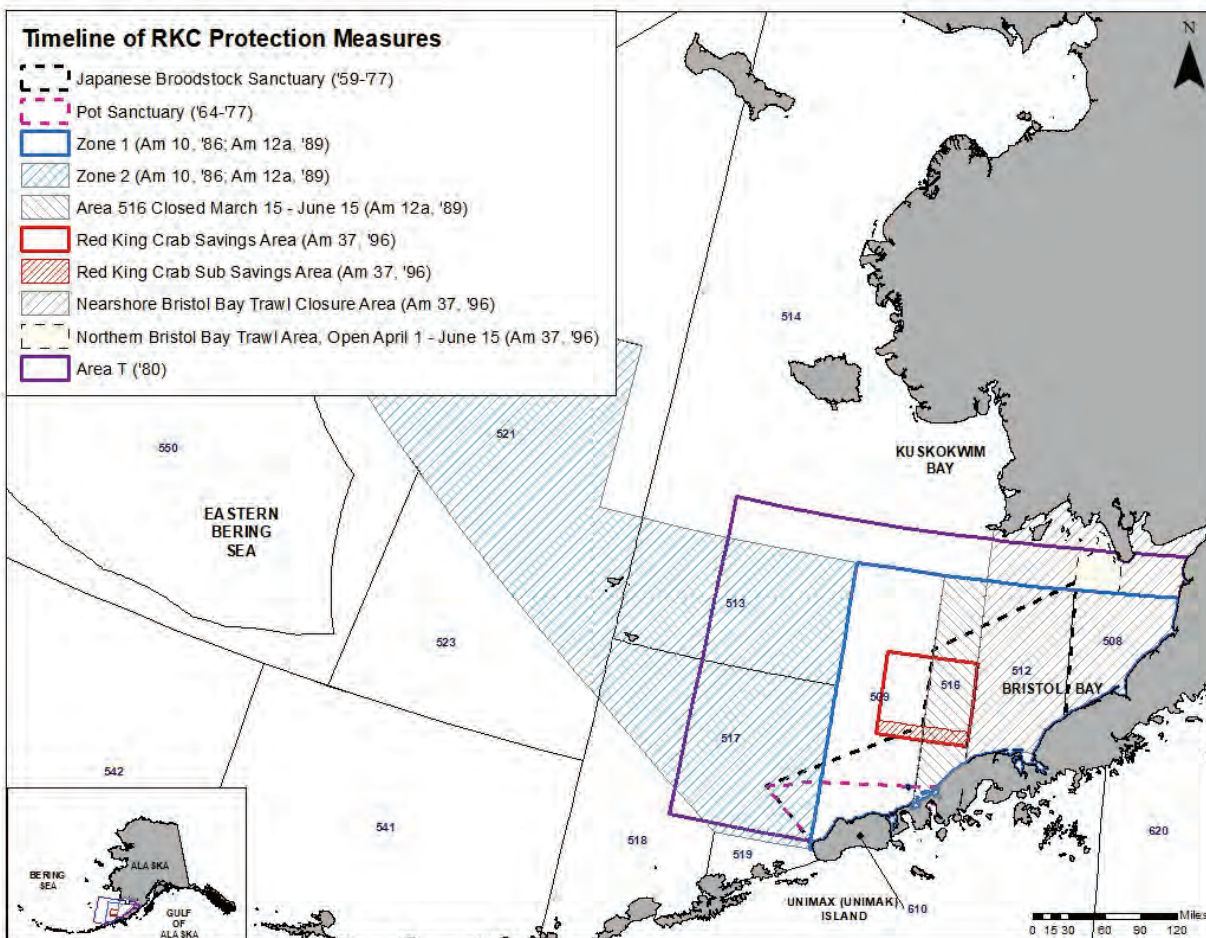 Timeline of RKC Protection Measures
Japanese Broodstock Sanctuary ('59-'77)
Pot Sanctuary ('64-'77)
Zone 1 (Am 10, '86; Am 12a, '89)
Zone 2 (Am 10, '86; Am 12a, '89)
Area 516 Closed March 15 - June 15 (Am 12a, '89)
Red King Crab Savings Area (Am 37, '96)
Red King Crab Sub Savings Area (Am 37, '96)
Nearshore Bristol Bay Trawl Closure Area (Am 37, '96)
Northern Bristol Bay Trawl Area, Open April 1 - June 15 (Am 37, '96)
Area T ('80)
N
514
550
521
KUSKOKWIM
BAY
EASTERN
BERING
SEA
513
523
508
512
516
509
BRISTOL BAY
517
542
541
518
519
620
610
UNIMAX (UNIMAK)
ISLAND
ALASKA
BERING
SEA
GULF
OF
ALASKA
Miles
0 15 30 60 90 120